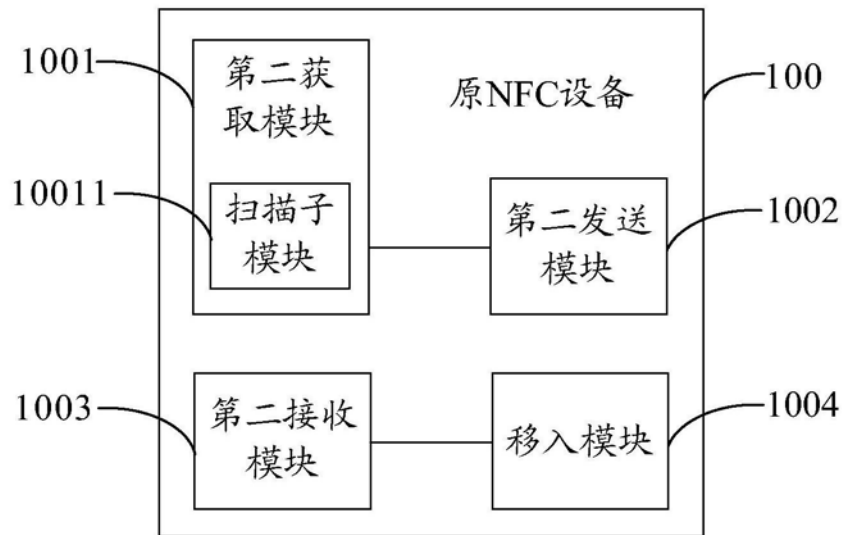 1001
第二获
取模块
原NFC设备
100
10011
扫描子
模块
第二发送
模块
1002
1003
第二接收
模块
移入模块
1004